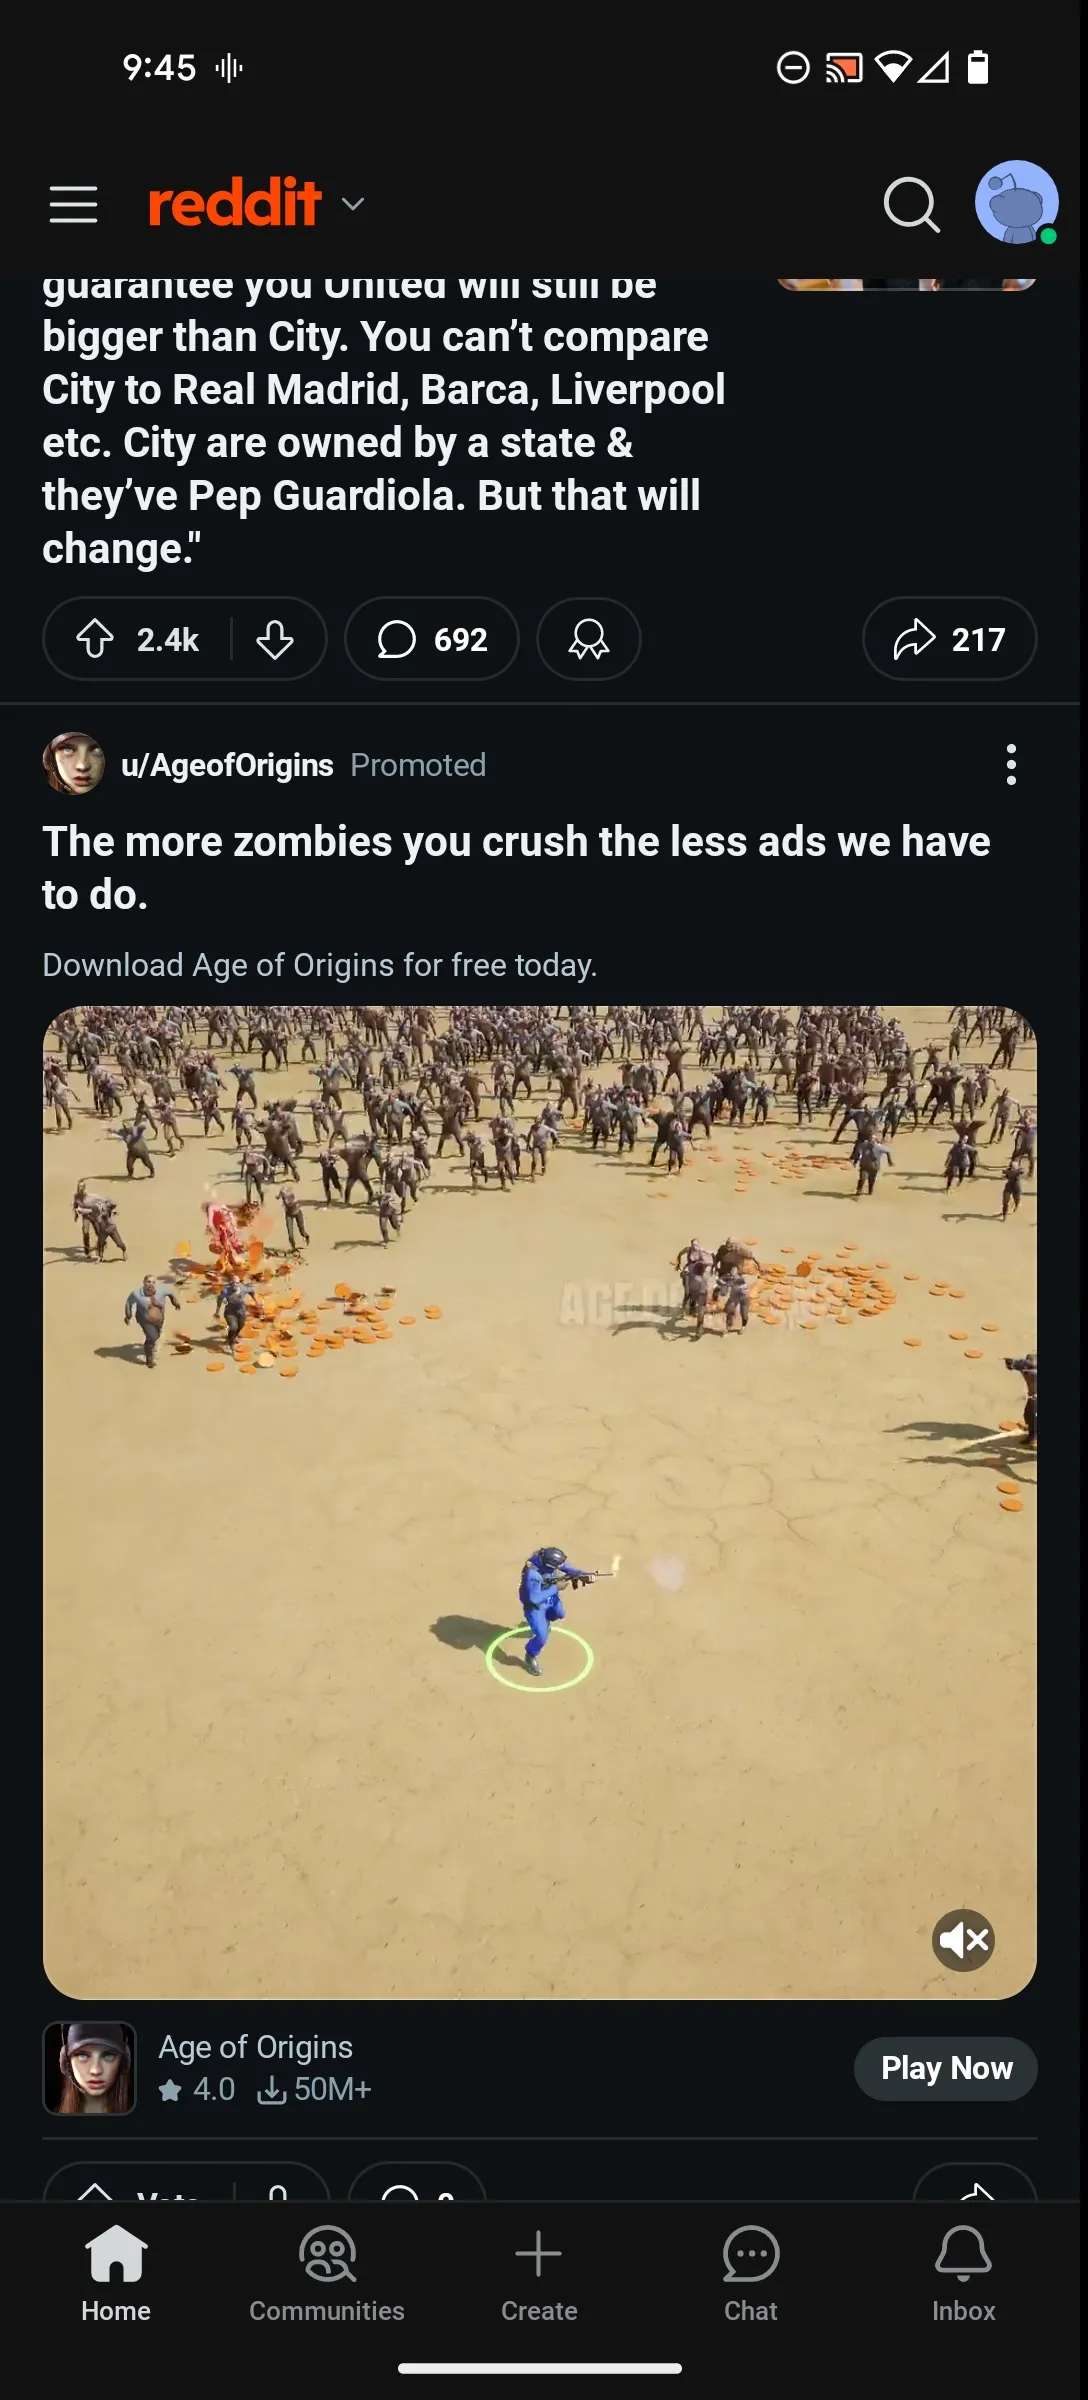 9:45
reddit
guarantee you United will still be
bigger than City. You can’t compare
City to Real Madrid, Barca, Liverpool
etc. City are owned by a state &
they’ve Pep Guardiola. But that will
change."
2.4k
692
217
u/AgeofOrigins Promoted
The more zombies you crush the less ads we have
to do.
Download Age of Origins for free today.
Age of Origins
4.0 50M+
Play Now
Vote
Home
Communities
Create
Chat
Inbox